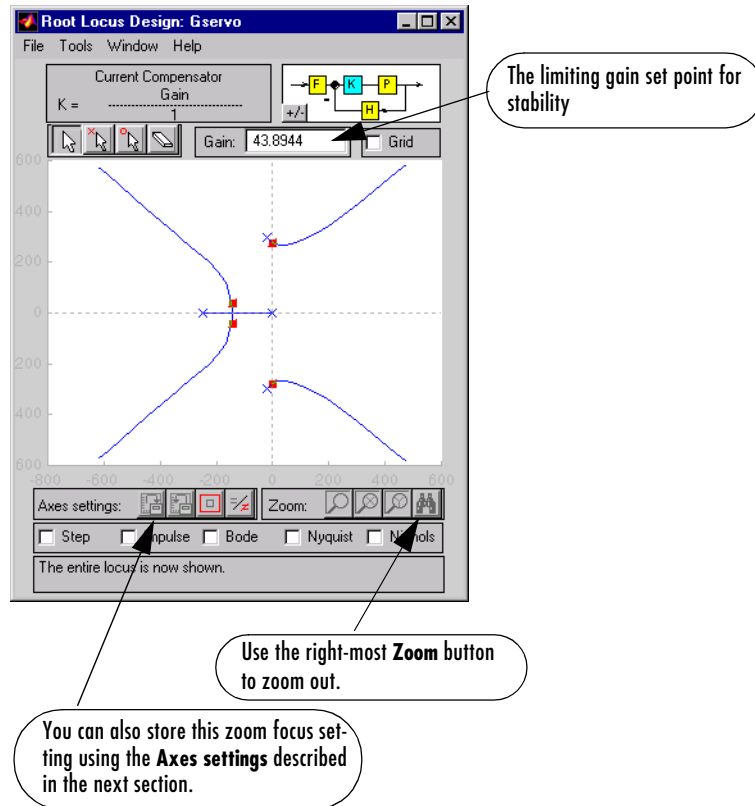 Root Locus Design: Gservo
File Tools Window Help
Current Compensator
K =
Gain
1
F
K
P
H
+/-
Gain: 43.8944
Grid
The limiting gain set point for
stability
600
400
200
0
200
400
600
-800 -600 -400 -200 0 200 400 600
Axes settings:
Zoom:
Step Impulse Bode Nyquist Nichols
The entire locus is now shown.
Use the right-most Zoom button
to zoom out.
You can also store this zoom focus set-
ting using the Axes settings described
in the next section.